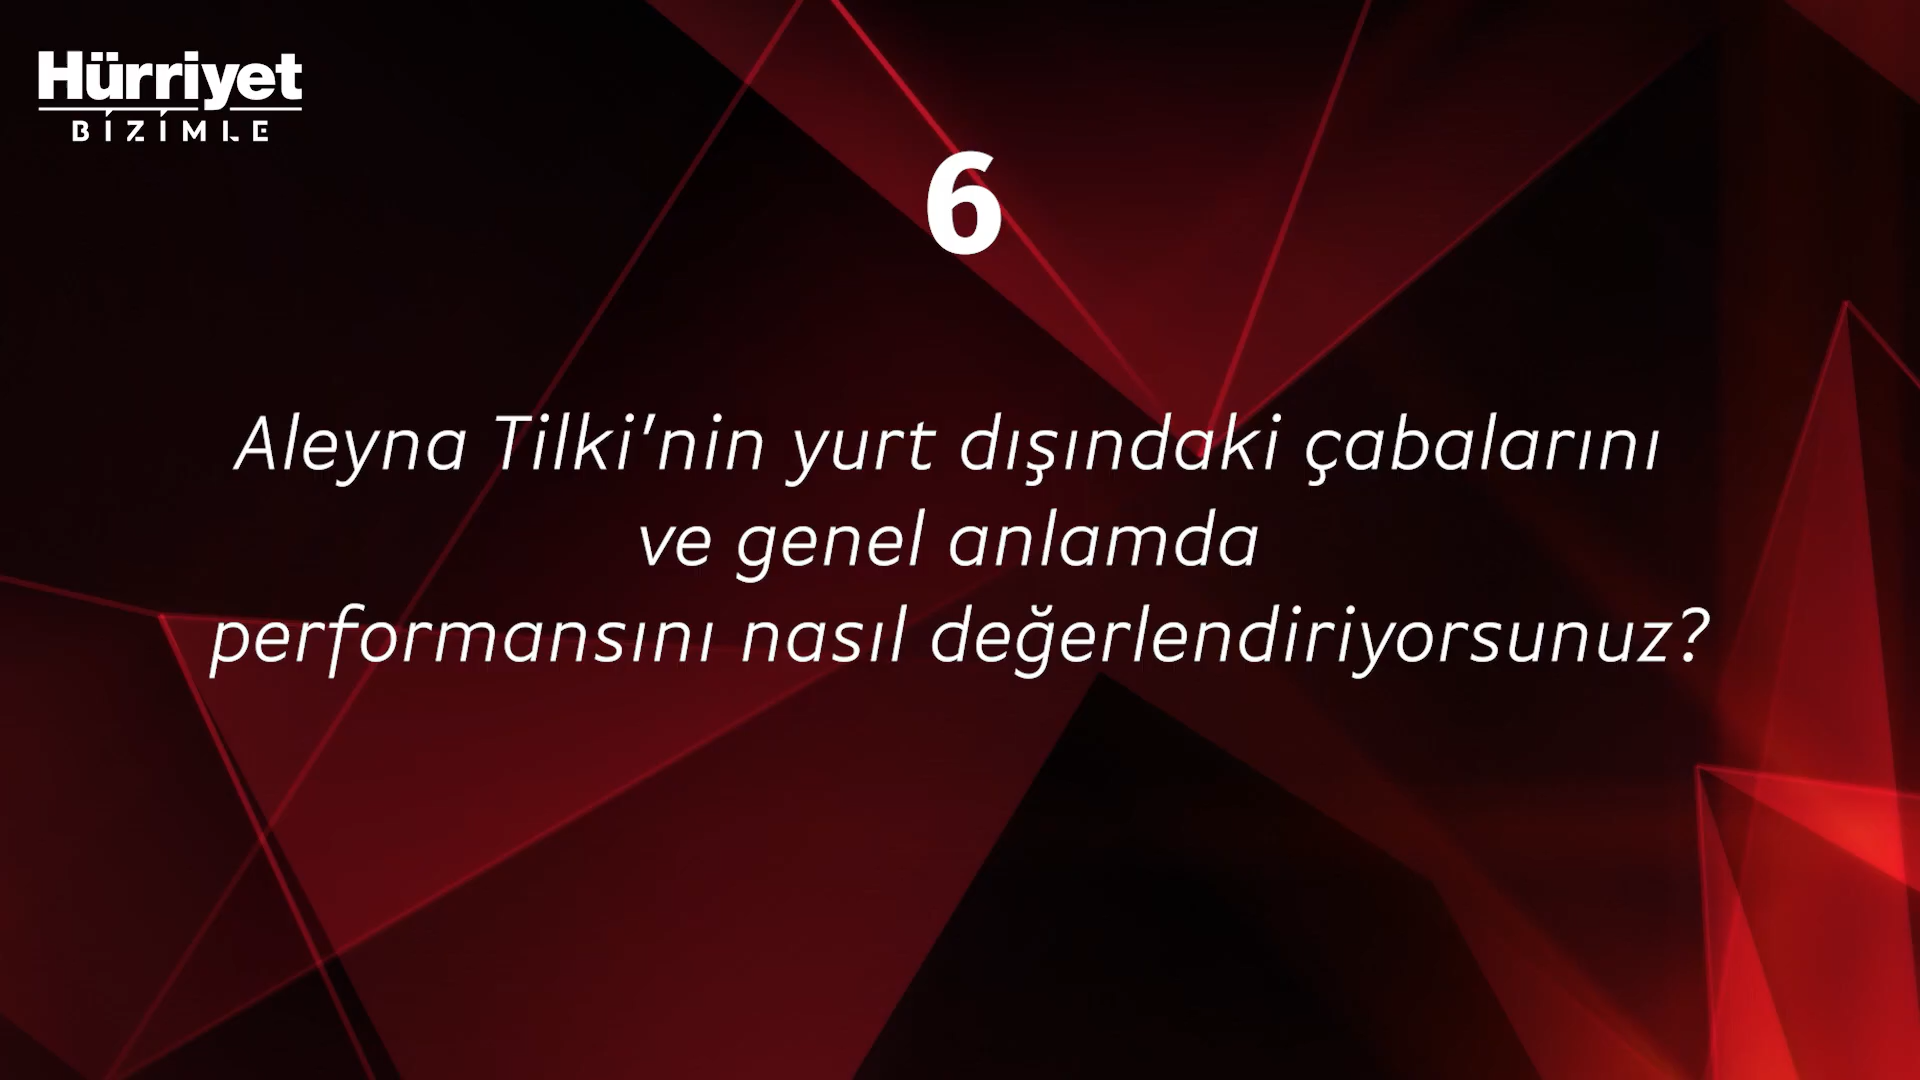 Hürriyet
BİZİMLE
6
Aleyna Tilki'nin yurt dışındaki çabalarını
ve genel anlamda
performansını nasıl değerlendiriyorsunuz?